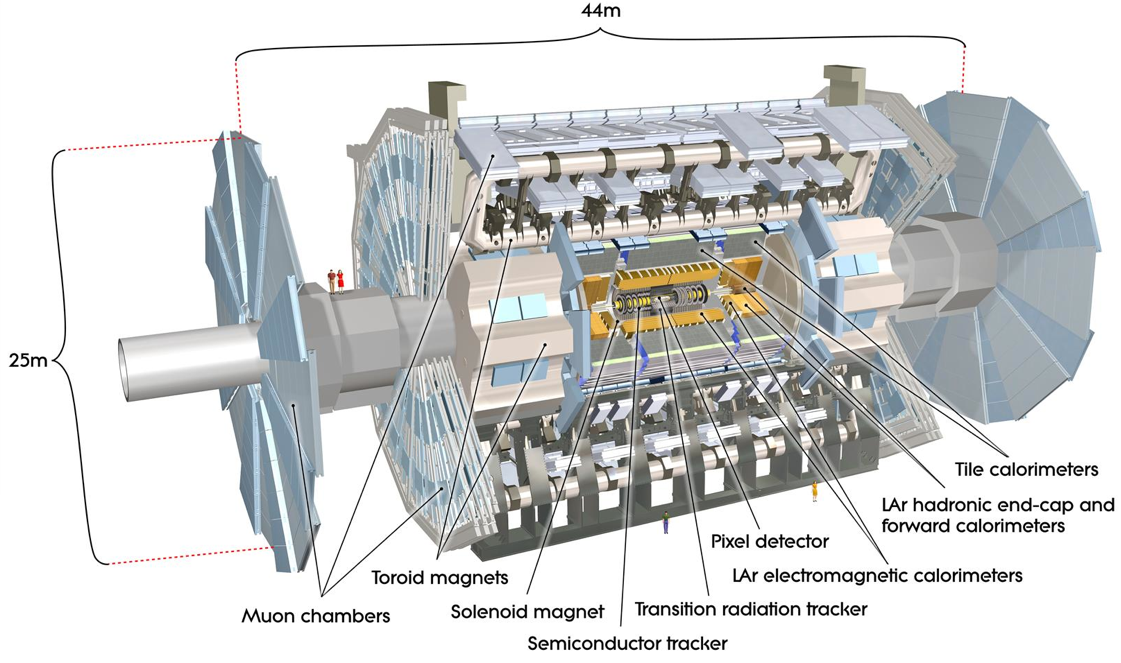 44m
25m
Tile calorimeters
LAr hadronic end-cap and
forward calorimeters
Pixel detector
LAr electromagnetic calorimeters
Toroid magnets
Muon chambers
Solenoid magnet
Transition radiation tracker
Semiconductor tracker